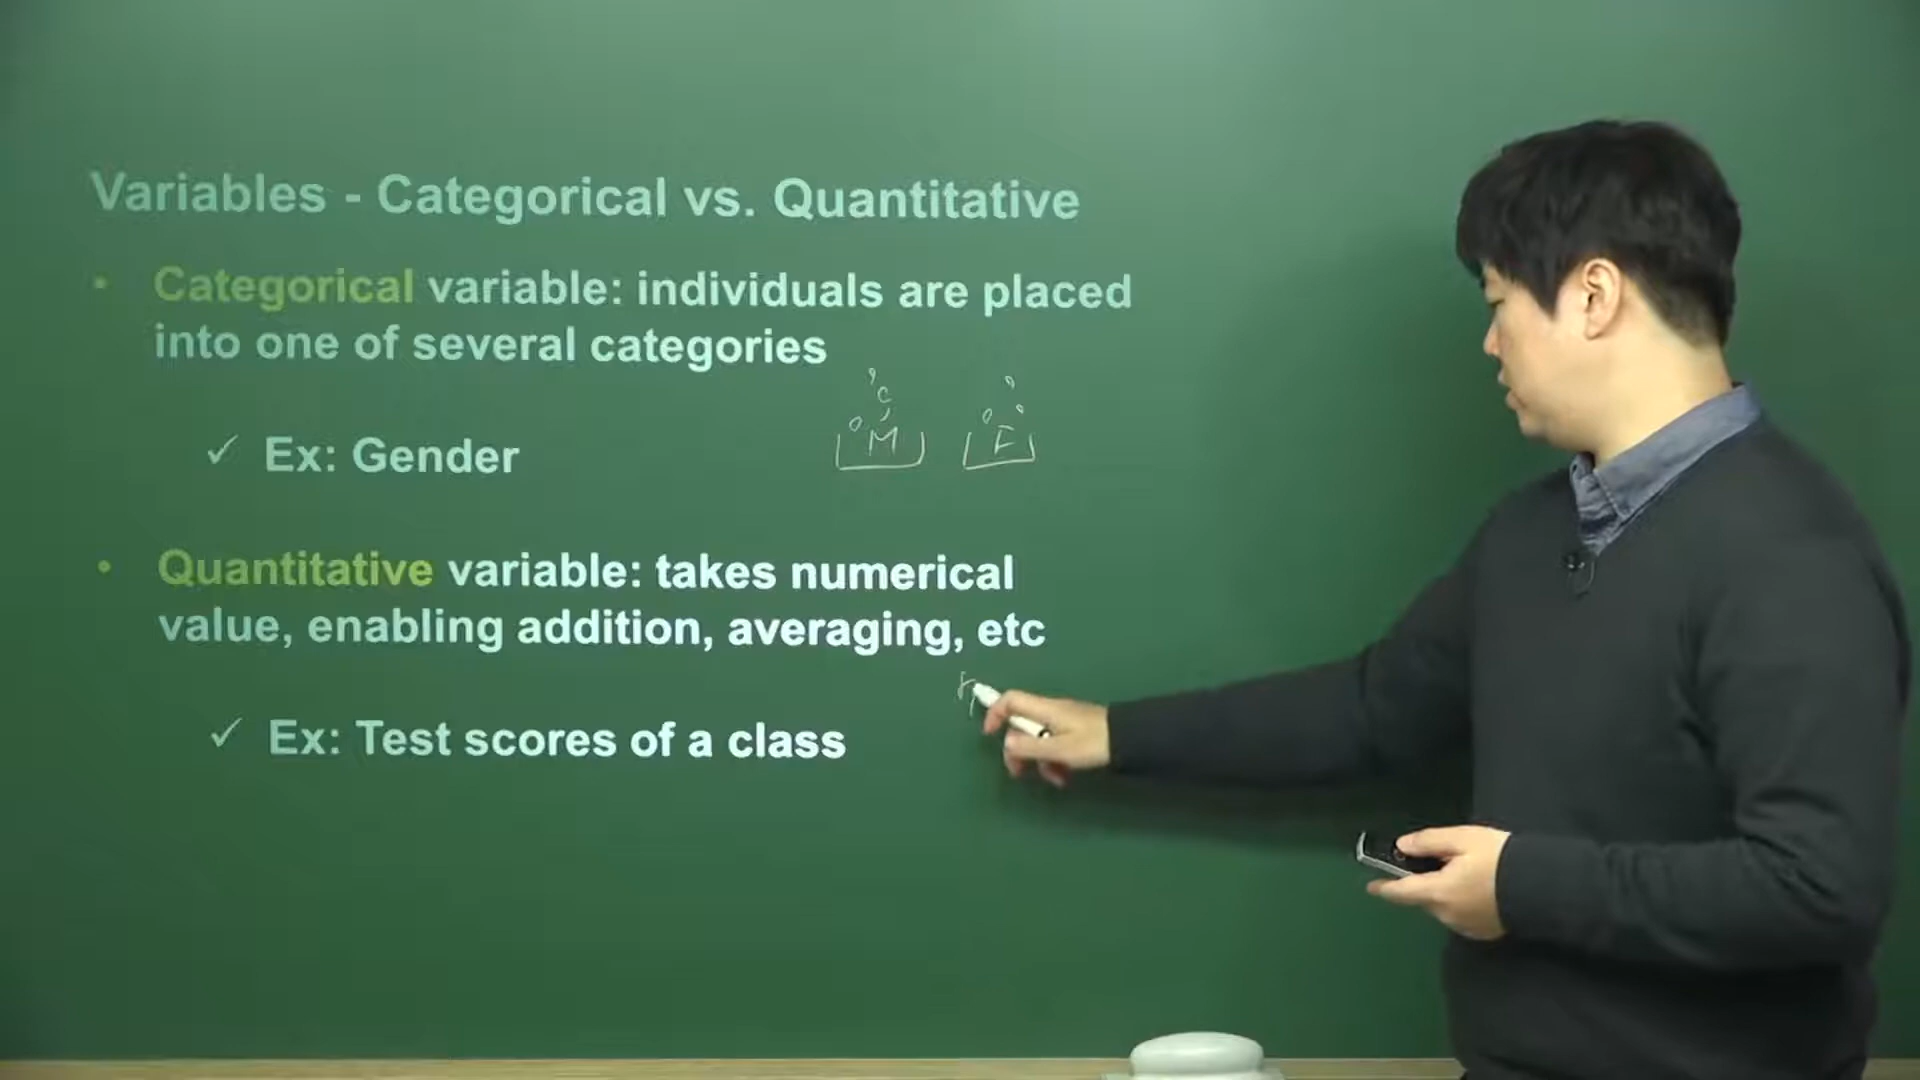 Variables - Categorical vs. Quantitative
• Categorical variable: individuals are placed
into one of several categories
M F
✓ Ex: Gender
• Quantitative variable: takes numerical
value, enabling addition, averaging, etc
✓ Ex: Test scores of a class